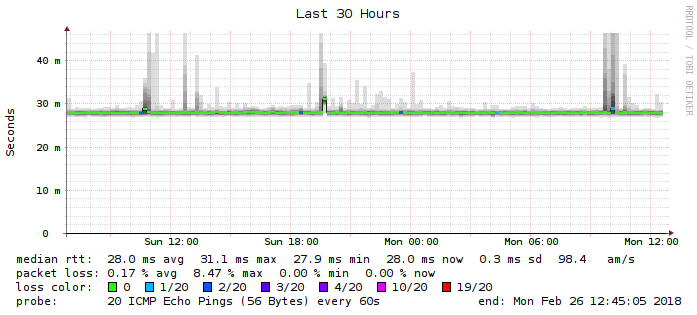 Last 30 Hours
RRDTOOL / TOBI OETIKER
Seconds
40 m
30 m
20 m
10 m
0
Sun 12:00 Sun 18:00 Mon 00:00 Mon 06:00 Mon 12:00
median rtt: 28.0 ms avg 31.1 ms max 27.9 ms min 28.0 ms now 0.3 ms sd 98.4 am/s
packet loss: 0.17 % avg 8.47 % max 0.00 % min 0.00 % now
loss color: 0 1/20 2/20 3/20 4/20 10/20 19/20
probe: 20 ICMP Echo Pings (56 Bytes) every 60s end: Mon Feb 26 12:45:05 2018